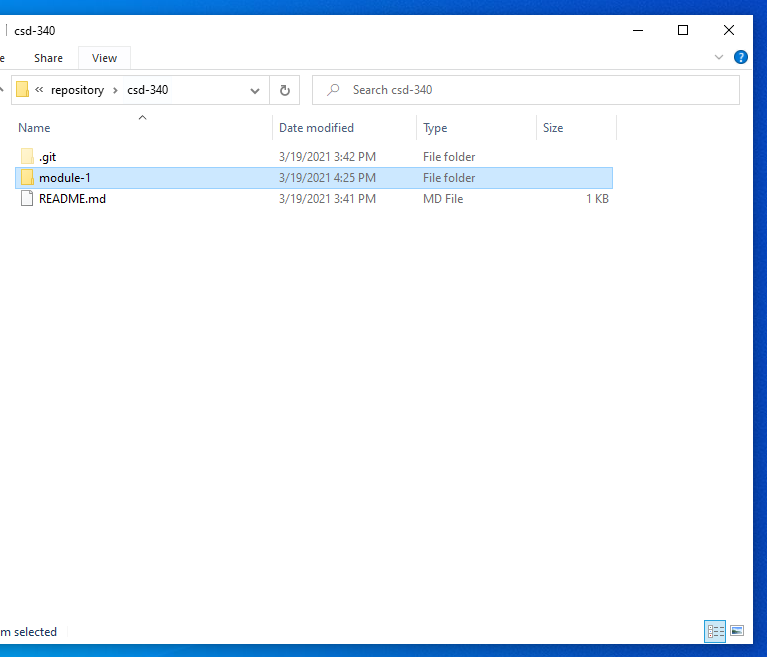 csd-340
e Share View ?
« repository > csd-340 Search csd-340
Name Date modified Type Size
.git 3/19/2021 3:42 PM File folder
module-1 3/19/2021 4:25 PM File folder
README.md 3/19/2021 3:41 PM MD File 1 KB
m selected